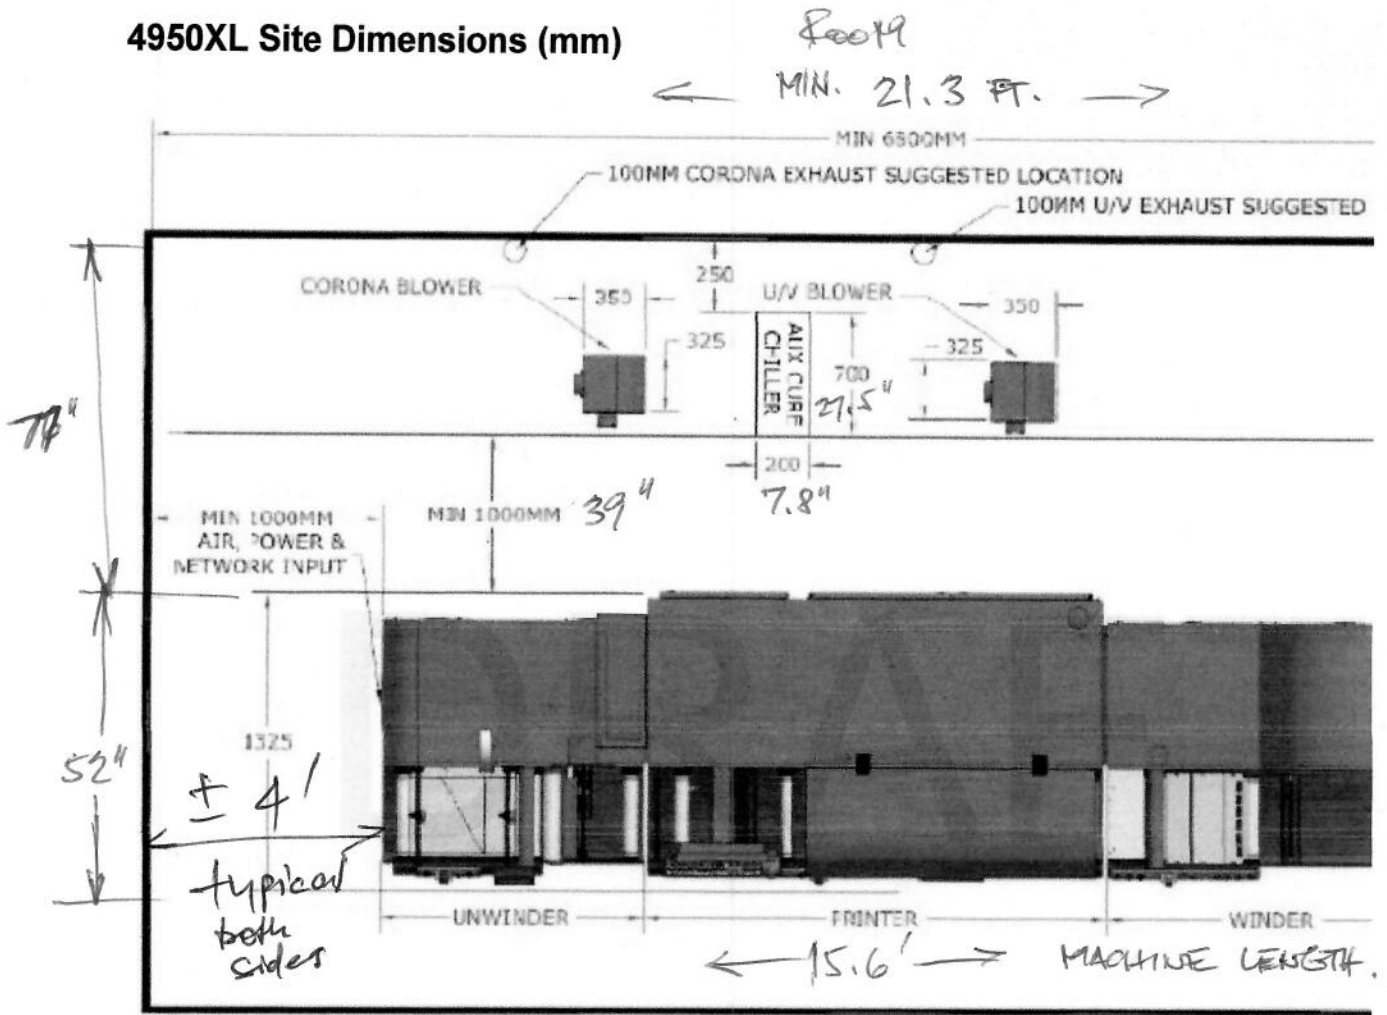 4950XL Site Dimensions (mm)
Room
MIN. 21.3 FT.
MIN 6500MM
100MM CORONA EXHAUST SUGGESTED LOCATION
100MM U/V EXHAUST SUGGESTED
CORONA BLOWER
350
250
U/V BLOWER
350
325
325
AUX CURE
CHILLER
700
27.5"
200
7.8"
MIN 1000MM
39"
MIN 1000MM
AIR, POWER &
NETWORK INPUT
1325
52"
± 4'
typical
both
sides
UNWINDER
PRINTER
WINDER
15.6'
MACHINE LENGTH.